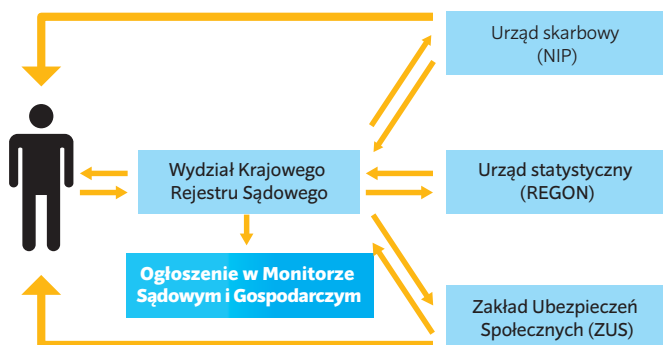 Urząd skarbowy
(NIP)
Wydział Krajowego
Rejestru Sądowego
Urząd statystyczny
(REGON)
Ogłoszenie w Monitorze
Sądowym i Gospodarczym
Zakład Ubezpieczeń
Społecznych (ZUS)